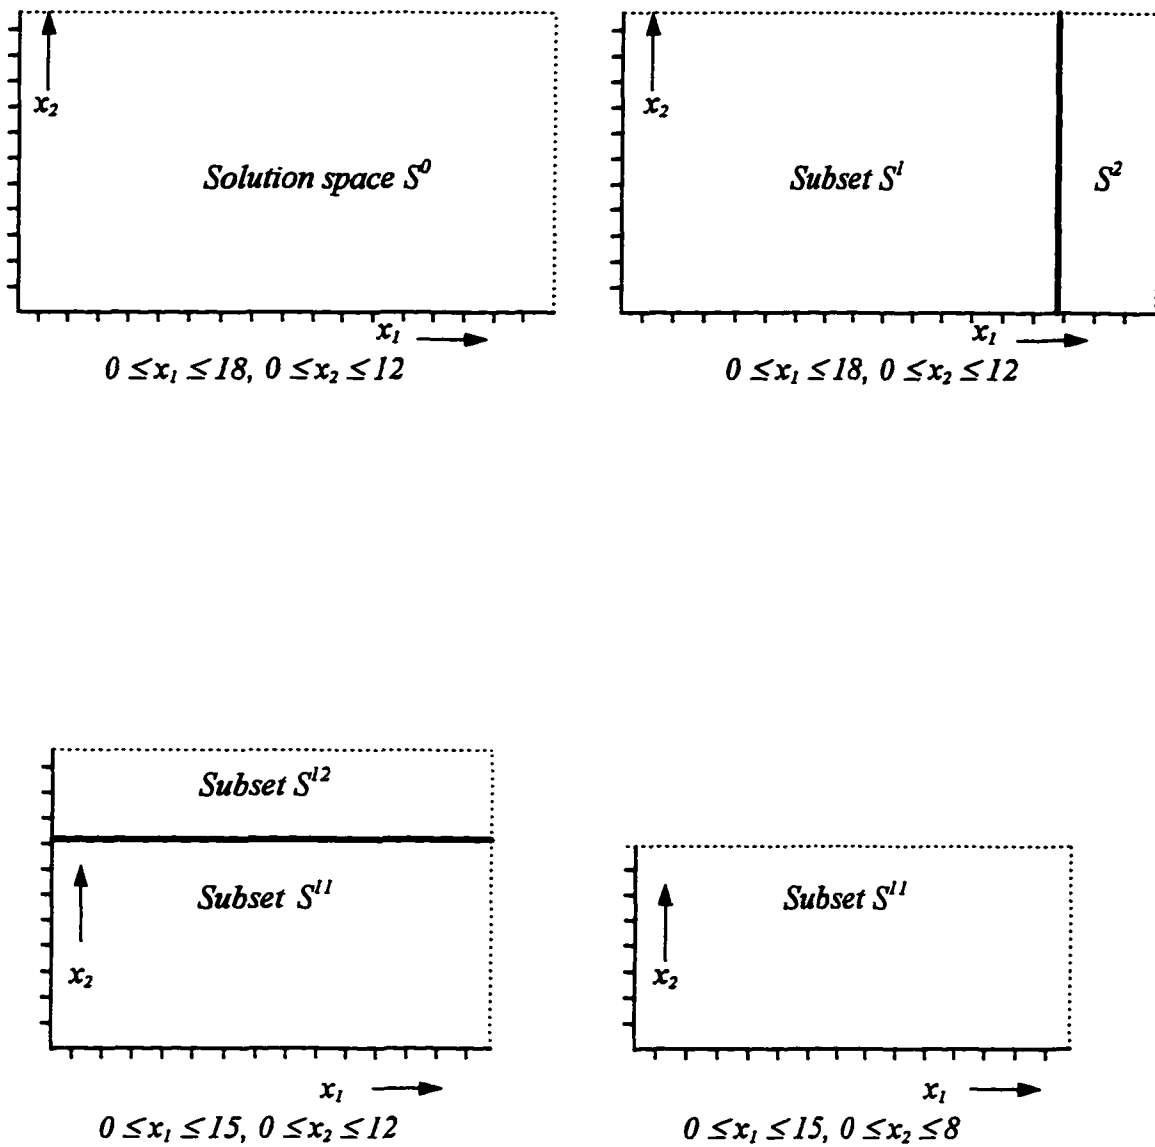 x₂
Solution space S⁰
x₁
0 ≤ x₁ ≤ 18, 0 ≤ x₂ ≤ 12
x₂
Subset S¹
S²
x₁
0 ≤ x₁ ≤ 18, 0 ≤ x₂ ≤ 12
Subset S¹²
Subset S¹¹
x₂
x₁
0 ≤ x₁ ≤ 15, 0 ≤ x₂ ≤ 12
Subset S¹¹
x₂
x₁
0 ≤ x₁ ≤ 15, 0 ≤ x₂ ≤ 8